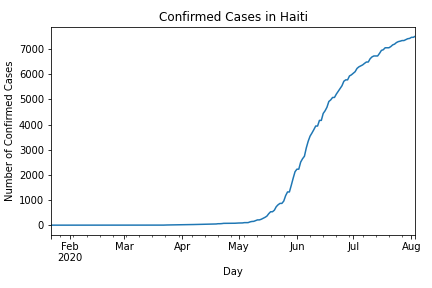 Confirmed Cases in Haiti
Number of Confirmed Cases
7000
6000
5000
4000
3000
2000
1000
0
Feb Mar Apr May Jun Jul Aug
2020
Day